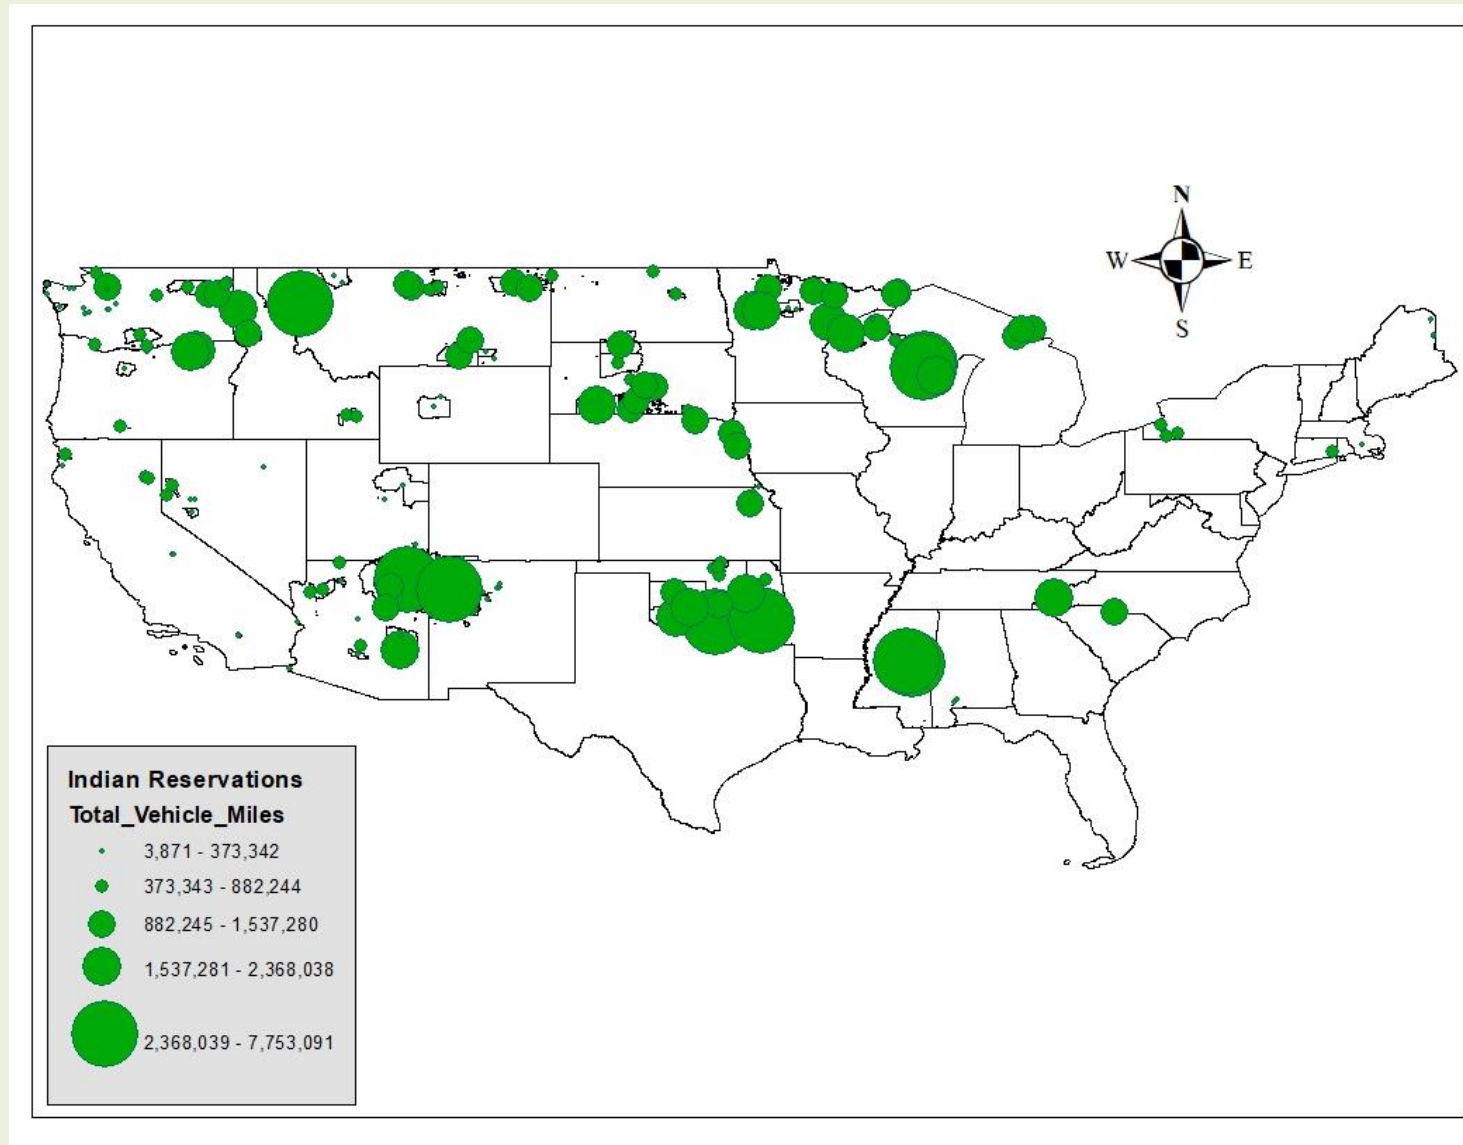 N
W
E
S
Indian Reservations
Total_Vehicle_Miles
3,871 - 373,342
373,343 - 882,244
882,245 - 1,537,280
1,537,281 - 2,368,038
2,368,039 - 7,753,091